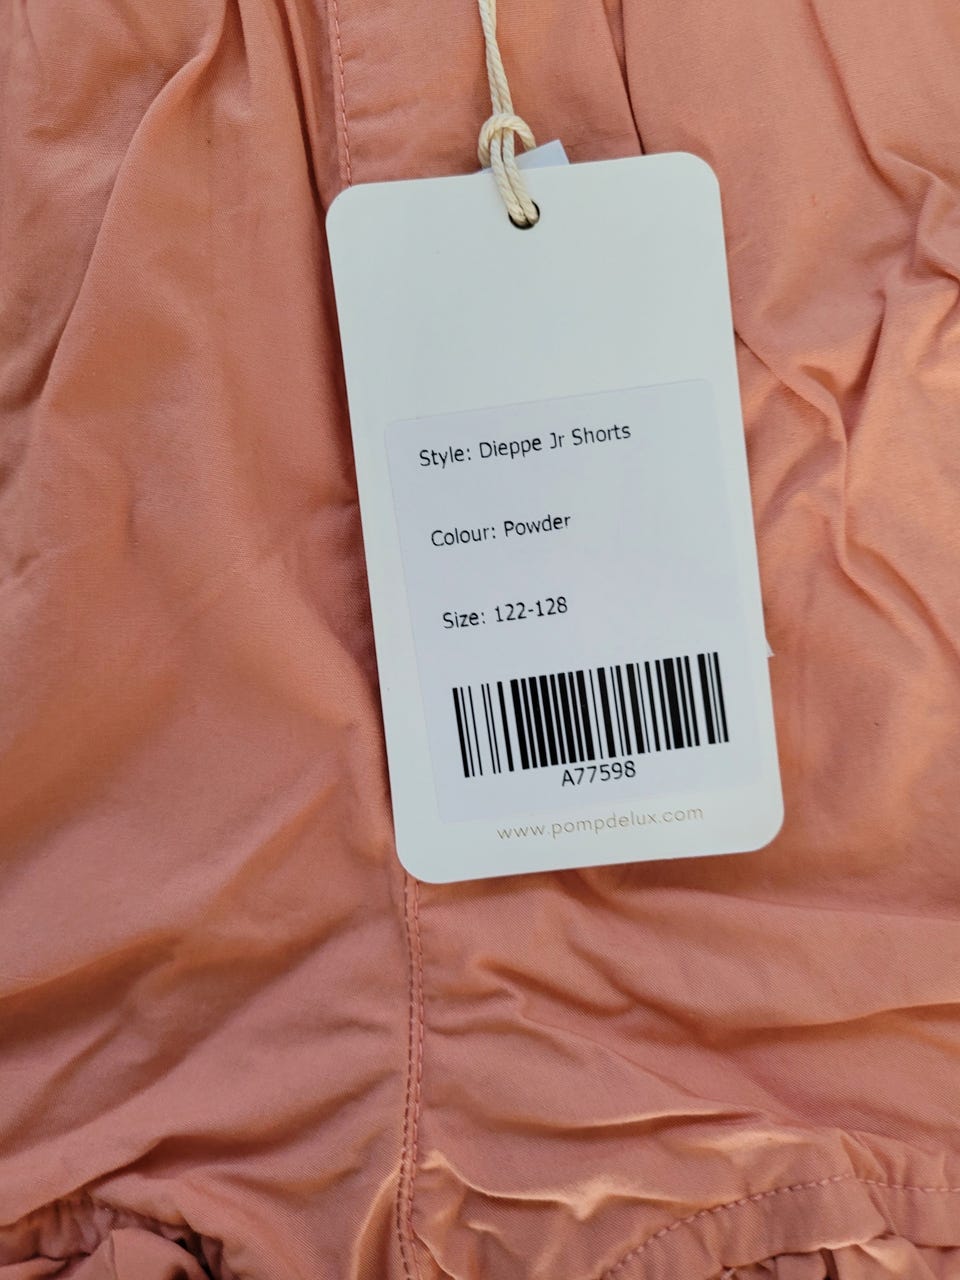 Style: Dieppe Jr Shorts
Colour: Powder
Size: 122-128
A77598
www.pompdelux.com